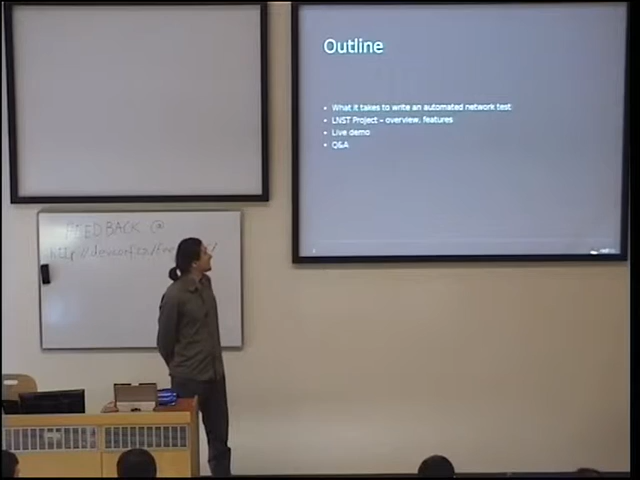 Outline
• What it takes to write an automated network test
• LNST Project – overview, features
• Live demo
• Q&A
FEEDBACK @